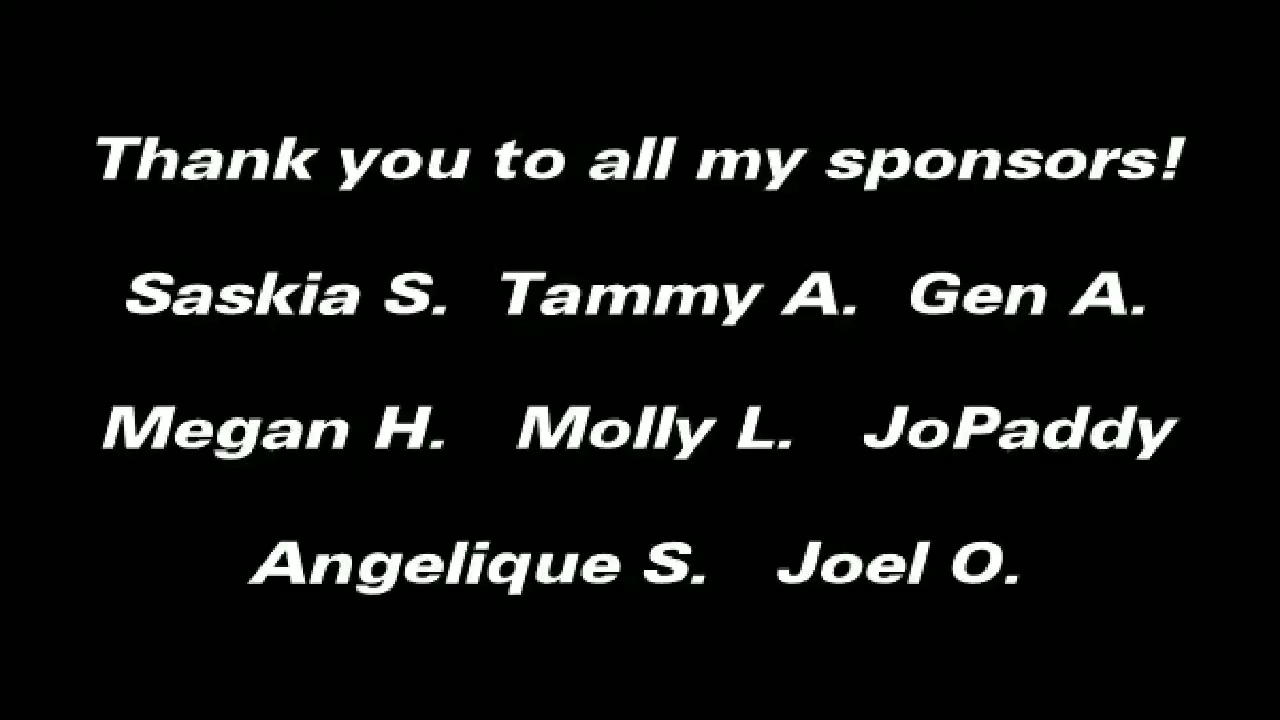 Thank you to all my sponsors!
Saskia S. Tammy A. Gen A.
Megan H. Molly L. JoPaddy
Angelique S. Joel O.